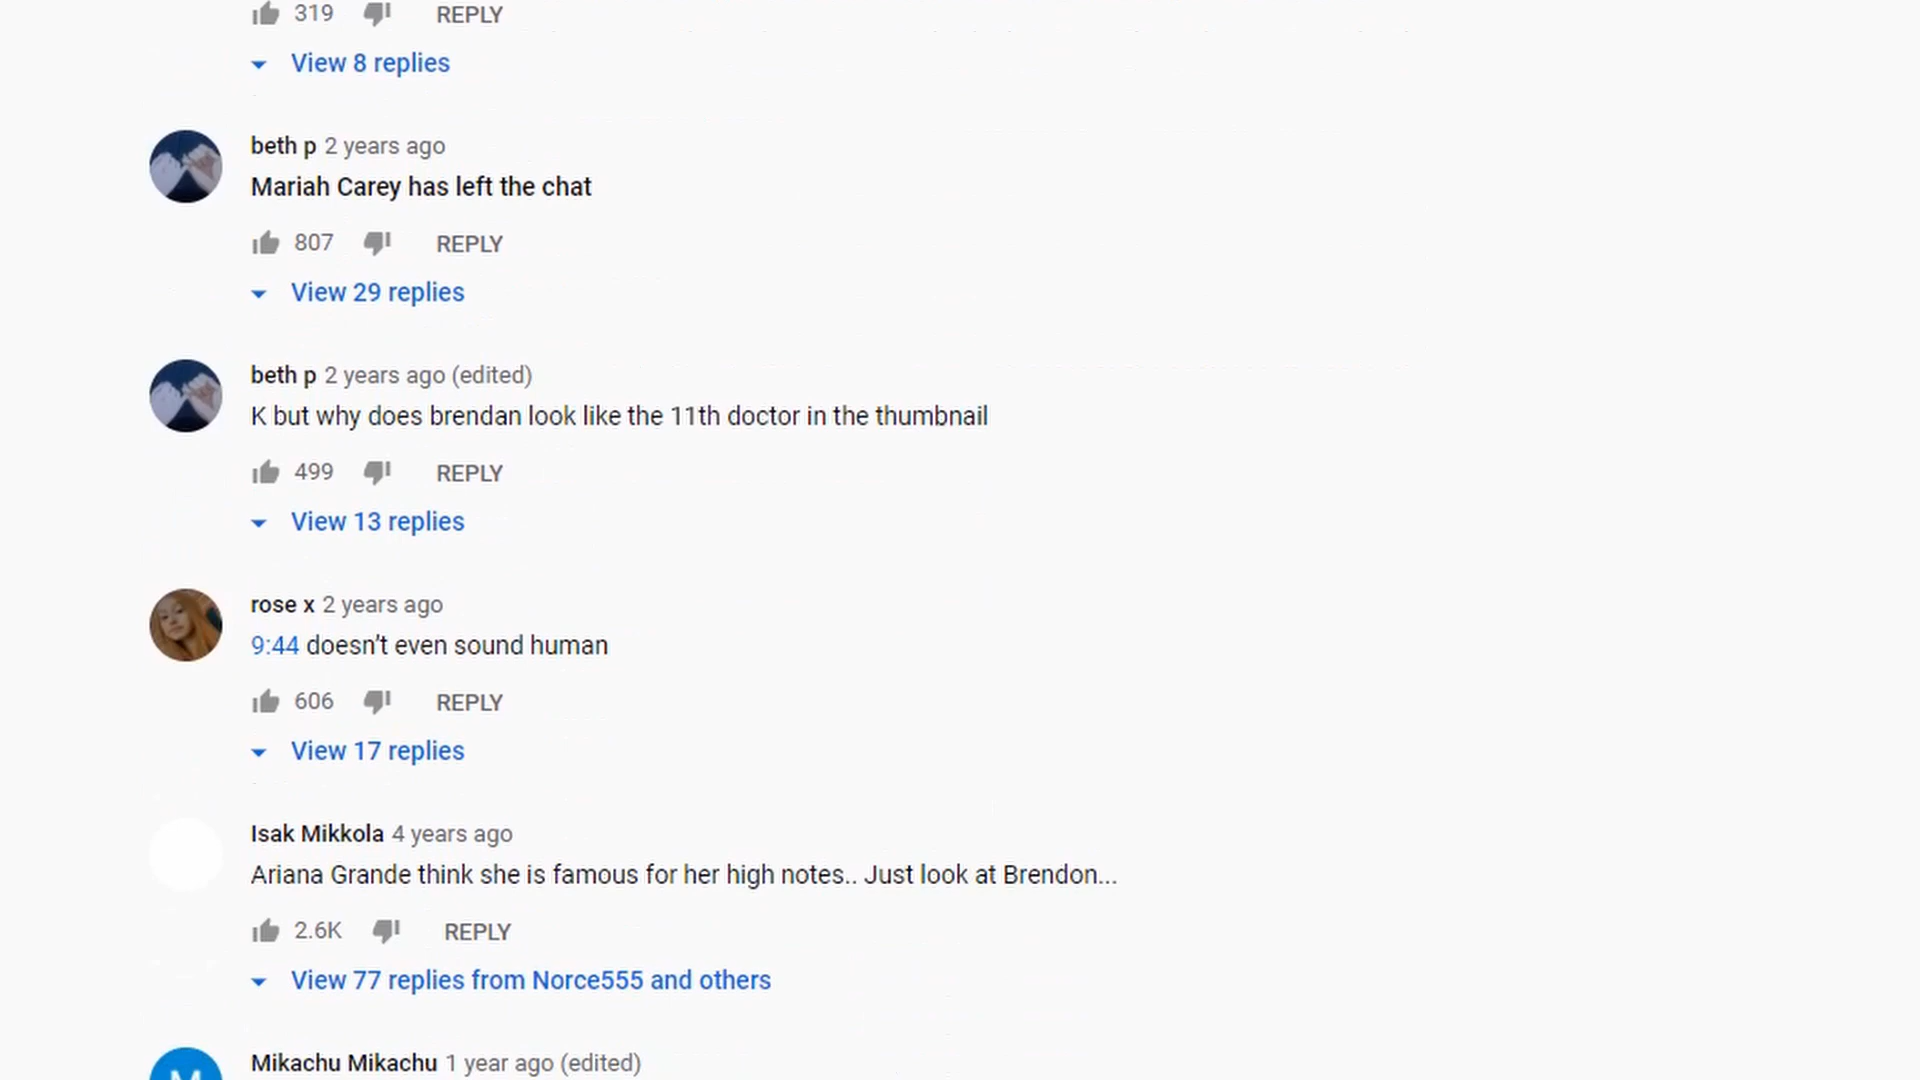 319 REPLY
View 8 replies
beth p 2 years ago
Mariah Carey has left the chat
807 REPLY
View 29 replies
beth p 2 years ago (edited)
K but why does brendan look like the 11th doctor in the thumbnail
499 REPLY
View 13 replies
rose x 2 years ago
9:44 doesn’t even sound human
606 REPLY
View 17 replies
Isak Mikkola 4 years ago
Ariana Grande think she is famous for her high notes.. Just look at Brendon...
2.6K REPLY
View 77 replies from Norce555 and others
Mikachu Mikachu 1 year ago (edited)
M